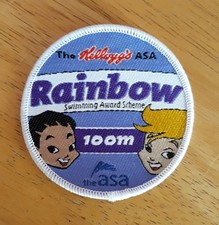 The Kellogg's ASA
Rainbow
Swimming Award Scheme
100m
the asa